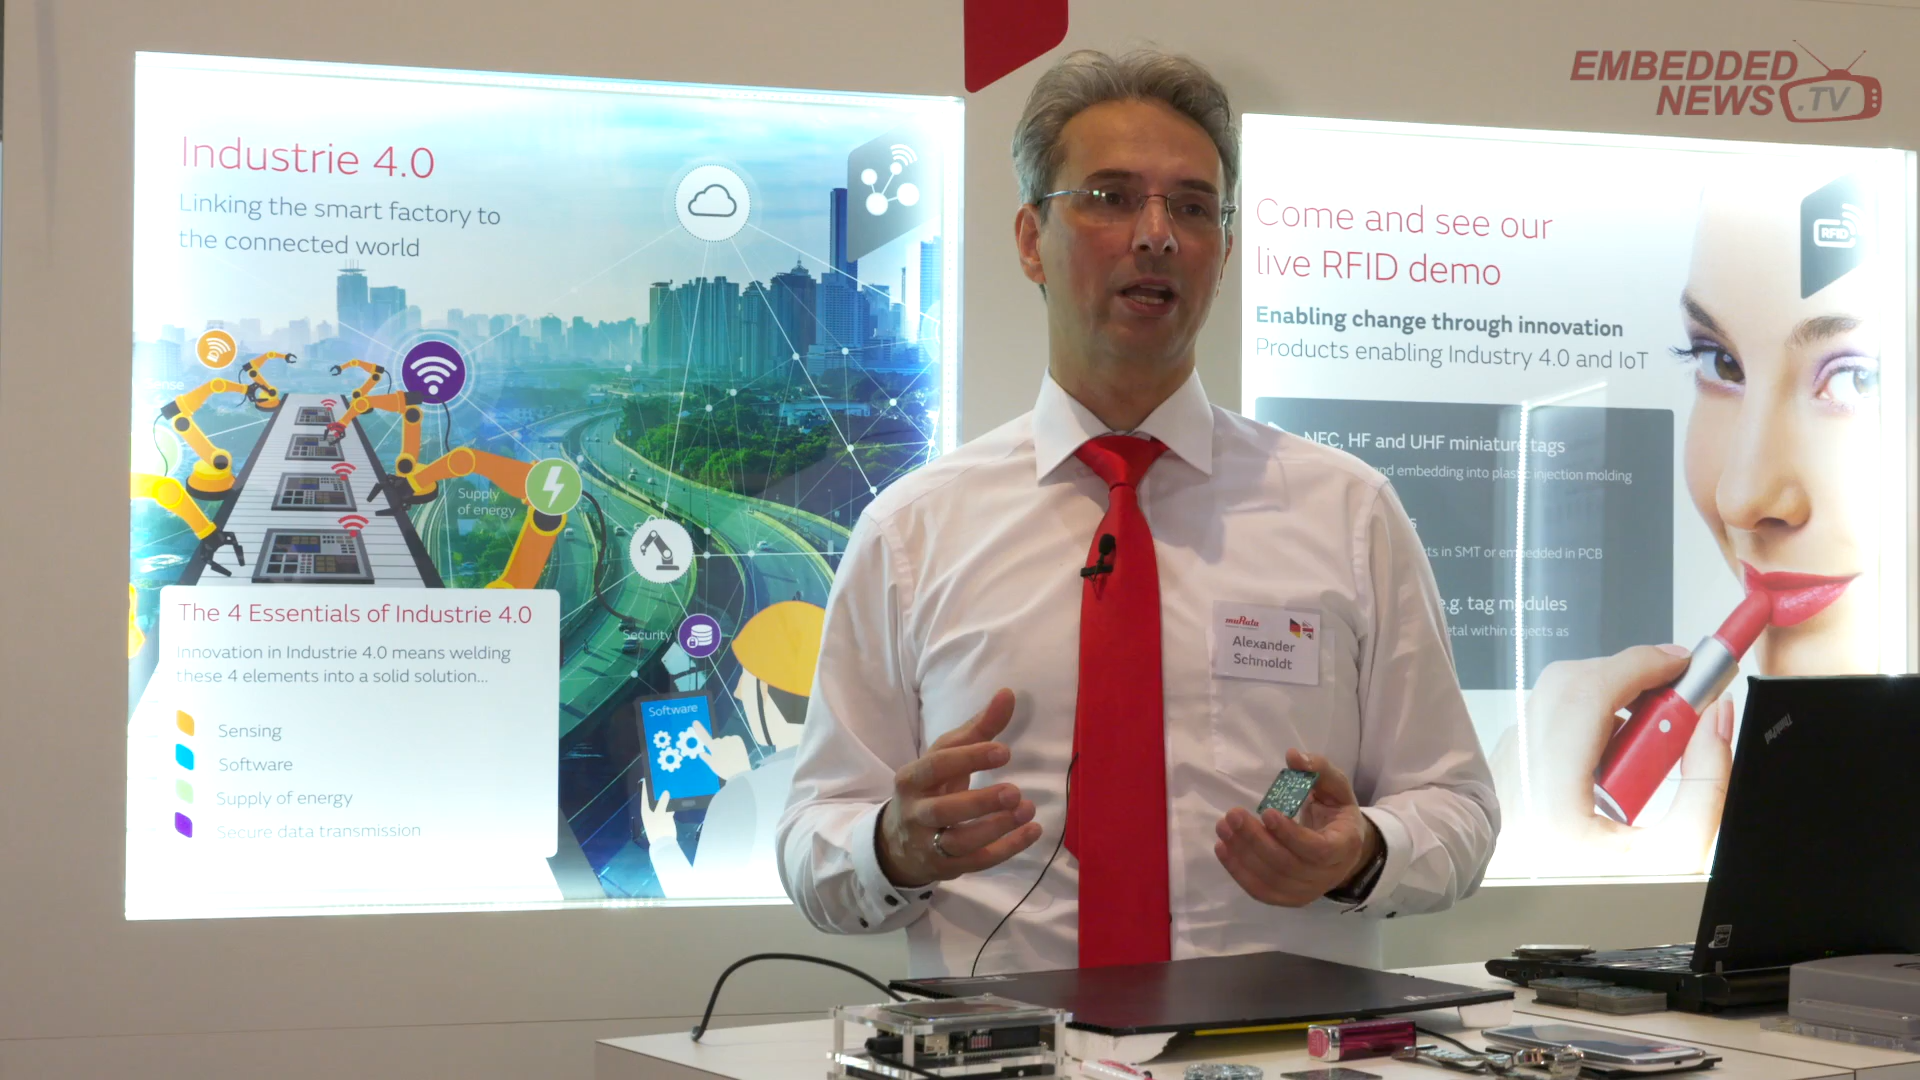 EMBEDDED
NEWS .TV
Industrie 4.0
Linking the smart factory to
the connected world
Supply
of energy
Security
Software
The 4 Essentials of Industrie 4.0
Innovation in Industrie 4.0 means welding
these 4 elements into a solid solution...
Sensing
Software
Supply of energy
Secure data transmission
muRata
Alexander
Schmoldt
Come and see our
live RFID demo
RFID
Enabling change through innovation
Products enabling Industry 4.0 and IoT
NFC, HF and UHF miniature tags
and embedding into plastic injection molding
in SMT or embedded in PCB
e.g. tag modules
within objects as
ThinkPad